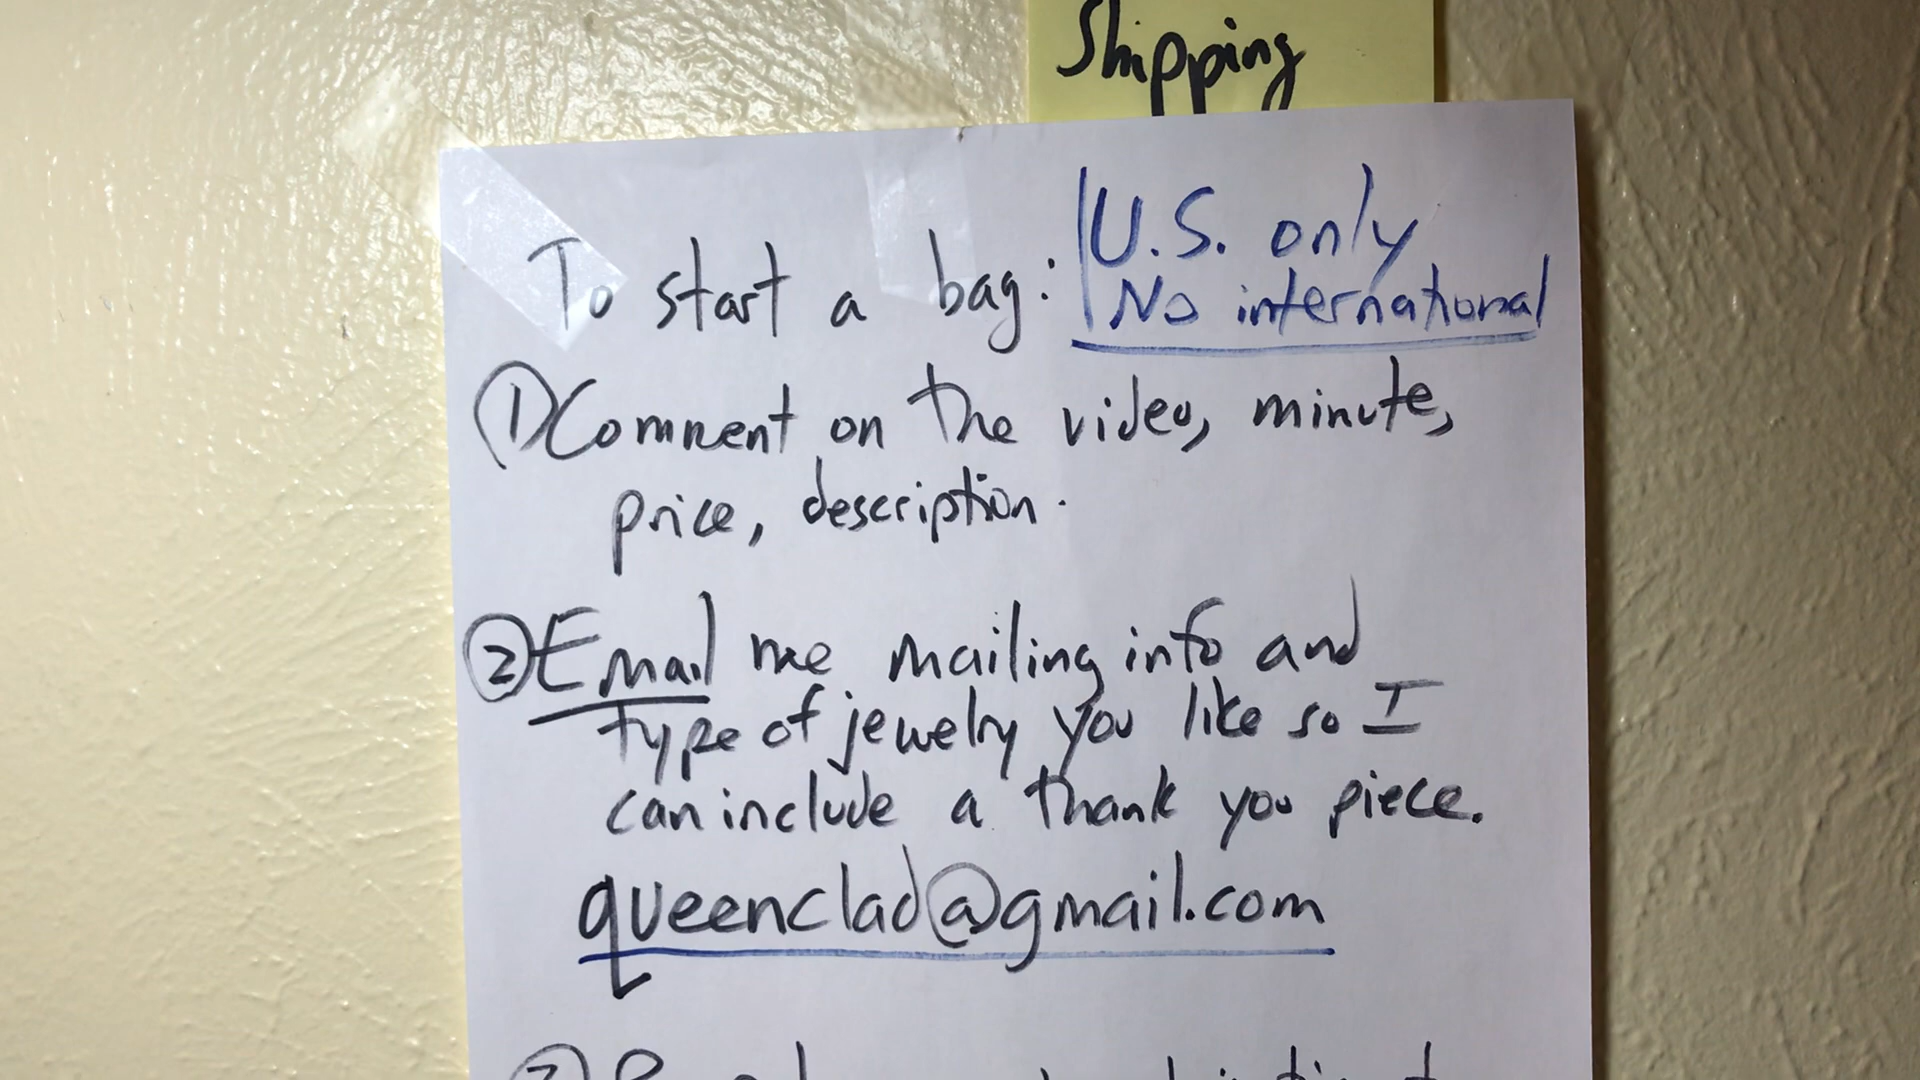 Shipping
To start a bag: U.S. only
No international
① Comment on the video, minute,
price, description.
② Email me mailing info and
type of jewelry you like so I
can include a thank you piece.
queenclad@gmail.com